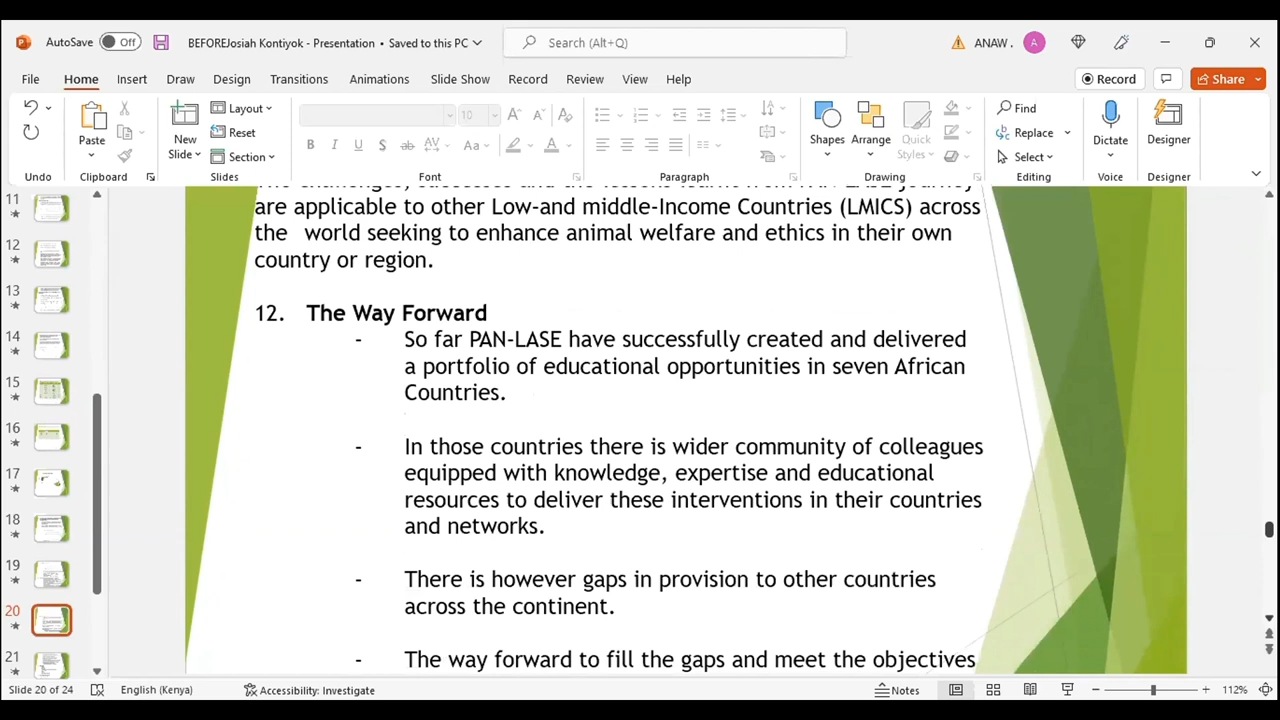 AutoSave Off BEFOREJosiah Kontiyok - Presentation • Saved to this PC Search (Alt+Q) ANAW . A
File Home Insert Draw Design Transitions Animations Slide Show Record Review View Help Record Share
Layout Reset Section
Paste New Slide 10 Shapes Arrange Quick Styles Find Replace Select Dictate Designer
Undo Clipboard Slides Font Paragraph Drawing Editing Voice Designer
are applicable to other Low-and middle-Income Countries (LMICS) across
the world seeking to enhance animal welfare and ethics in their own
country or region.
12. The Way Forward
- So far PAN-LASE have successfully created and delivered
a portfolio of educational opportunities in seven African
Countries.
- In those countries there is wider community of colleagues
equipped with knowledge, expertise and educational
resources to deliver these interventions in their countries
and networks.
- There is however gaps in provision to other countries
across the continent.
- The way forward to fill the gaps and meet the objectives
11
12
13
14
15
16
17
18
19
20
21
Slide 20 of 24 English (Kenya) Accessibility: Investigate Notes 112%